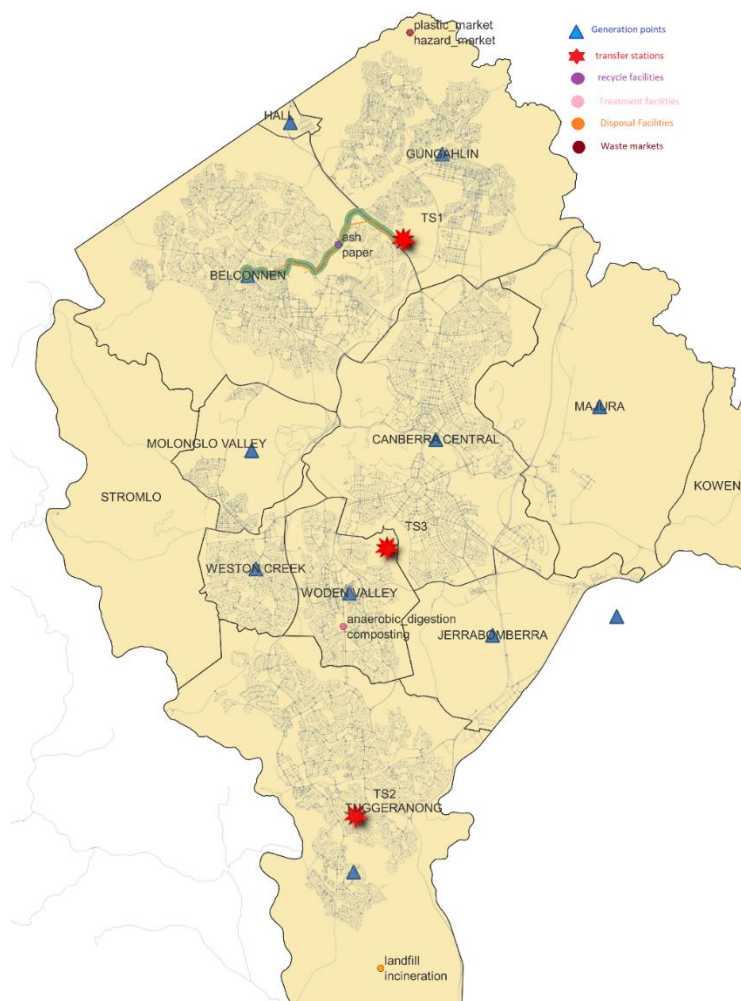 plastic_market
hazard_market
Generation points
transfer stations
recycle facilities
Treatment facilities
Disposal Facilities
Waste markets
HALL
GUNGAHLIN
TS1
ash
paper
BELCONNEN
MAJURA
MOLONGLO VALLEY
CANBERRA CENTRAL
KOWEN
STROMLO
TS3
WESTON CREEK
WODEN VALLEY
anaerobic_digestion
composting
JERRABOMBERRA
TS2
TUGGERANONG
landfill
incineration